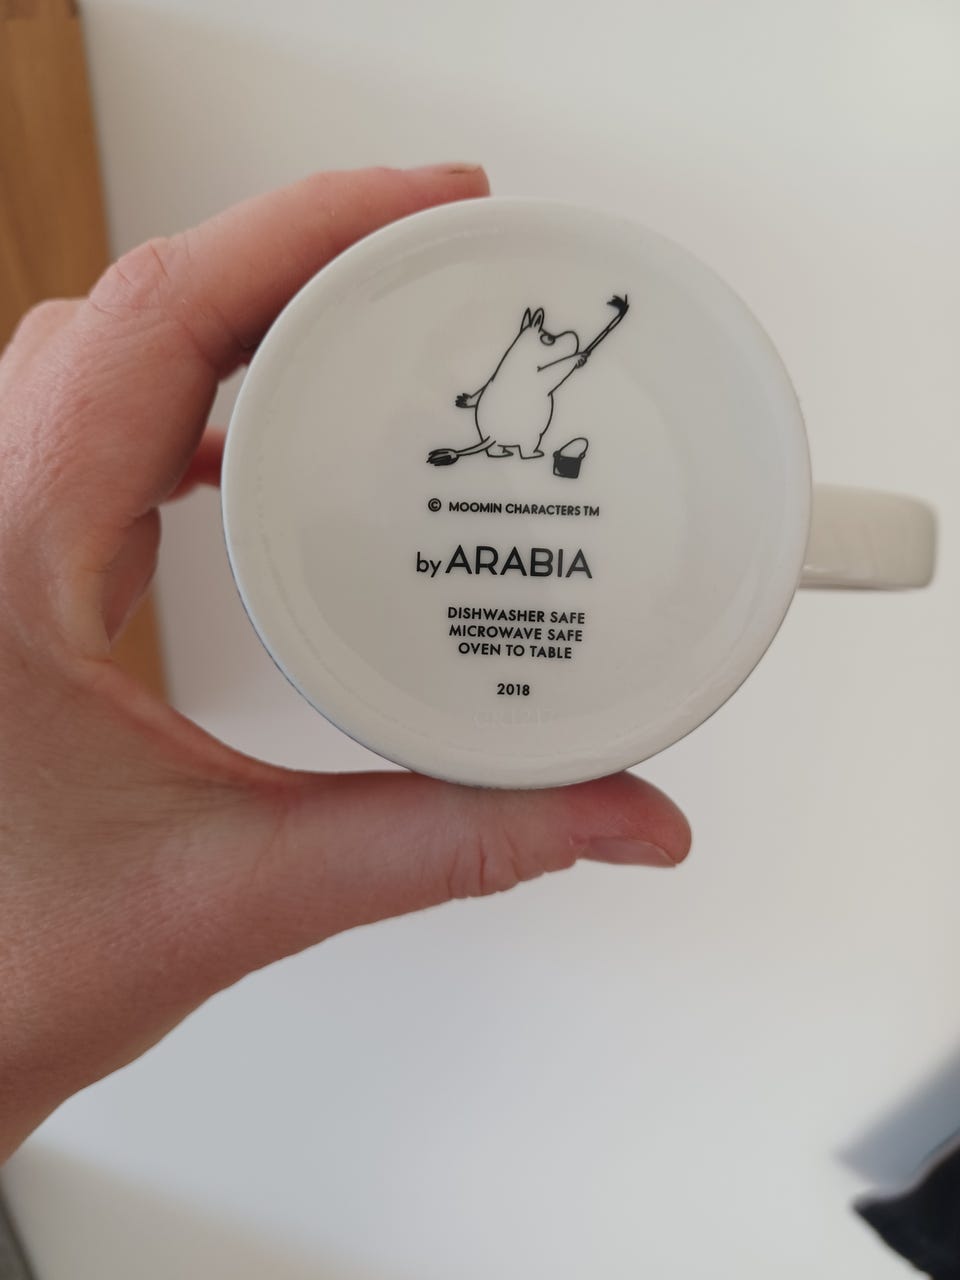 © MOOMIN CHARACTERS TM
by ARABIA
DISHWASHER SAFE
MICROWAVE SAFE
OVEN TO TABLE
2018